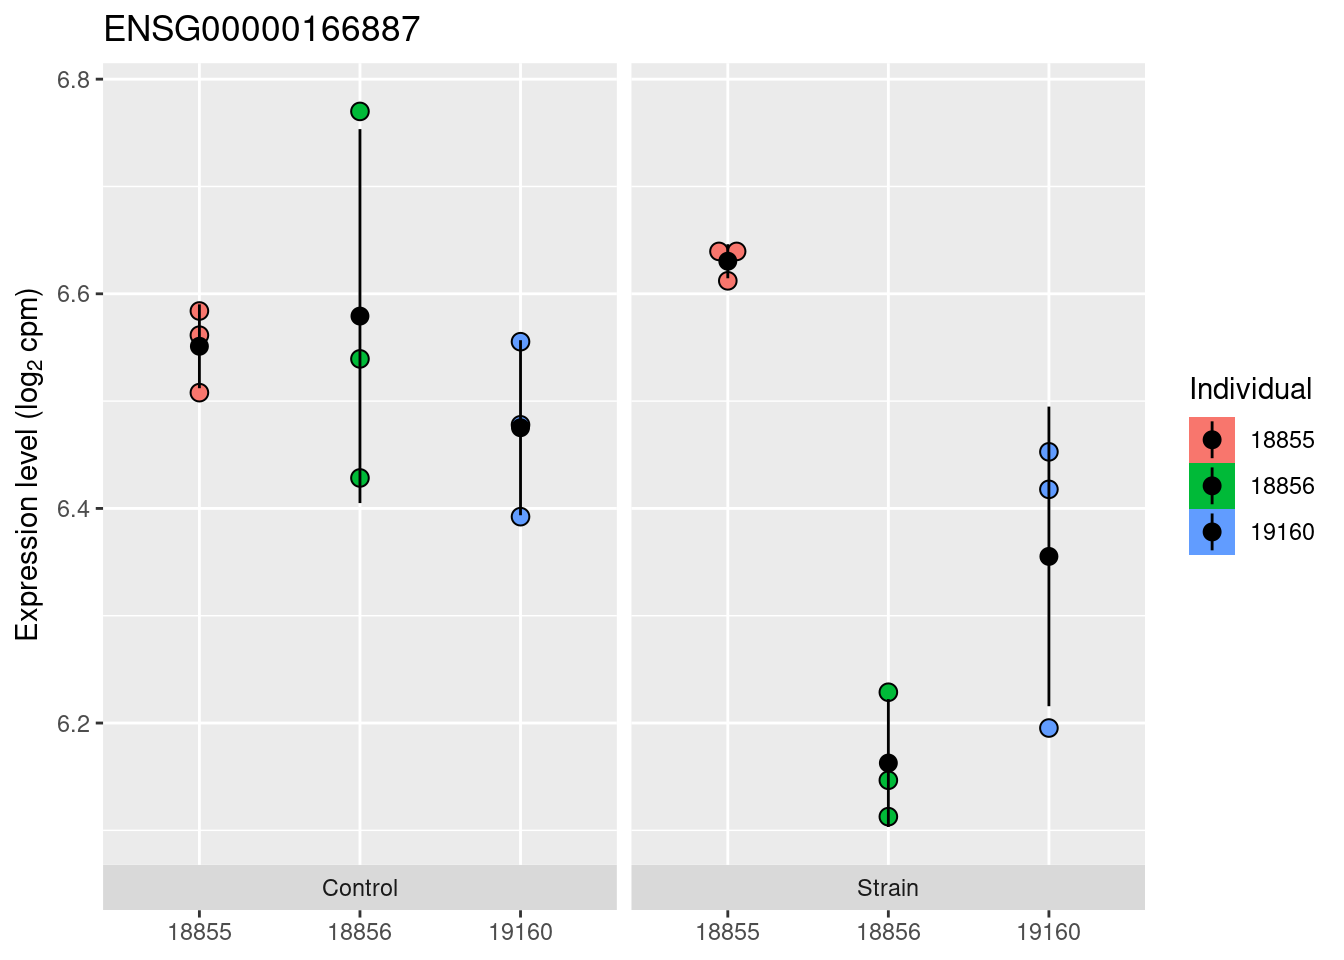 ENSG00000166887
Expression level (log₂ cpm)
6.8
6.6
6.4
6.2
Control
Strain
18855
18856
19160
18855
18856
19160
Individual
18855
18856
19160